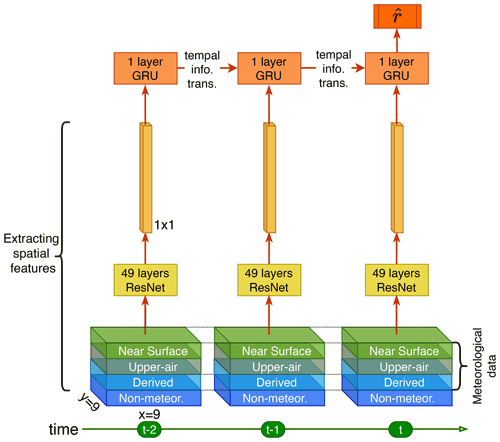 r̂
1 layer
GRU
tempal
info.
trans.
1 layer
GRU
tempal
info.
trans.
1 layer
GRU
Extracting
spatial
features
1x1
49 layers
ResNet
49 layers
ResNet
49 layers
ResNet
Near Surface
Upper-air
Derived
Non-meteor.
Near Surface
Upper-air
Derived
Non-meteor.
Near Surface
Upper-air
Derived
Non-meteor.
Meteorological
data
y=9
x=9
time
t-2
t-1
t